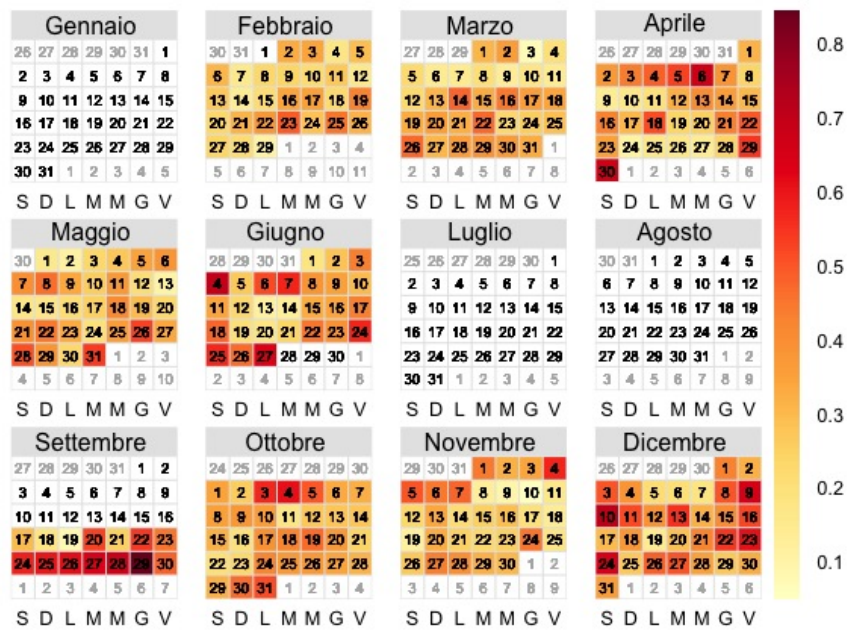 Gennaio
26 27 28 29 30 31 1
2 3 4 5 6 7 8
9 10 11 12 13 14 15
16 17 18 19 20 21 22
23 24 25 26 27 28 29
30 31 1 2 3 4 5
S D L M M G V
Febbraio
30 31 1 2 3 4 5
6 7 8 9 10 11 12
13 14 15 16 17 18 19
20 21 22 23 24 25 26
27 28 29 1 2 3 4
5 6 7 8 9 10 11
S D L M M G V
Marzo
27 28 29 1 2 3 4
5 6 7 8 9 10 11
12 13 14 15 16 17 18
19 20 21 22 23 24 25
26 27 28 29 30 31 1
2 3 4 5 6 7 8
S D L M M G V
Aprile
26 27 28 29 30 31 1
2 3 4 5 6 7 8
9 10 11 12 13 14 15
16 17 18 19 20 21 22
23 24 25 26 27 28 29
30 1 2 3 4 5 6
S D L M M G V
Maggio
30 1 2 3 4 5 6
7 8 9 10 11 12 13
14 15 16 17 18 19 20
21 22 23 24 25 26 27
28 29 30 31 1 2 3
4 5 6 7 8 9 10
S D L M M G V
Giugno
28 29 30 31 1 2 3
4 5 6 7 8 9 10
11 12 13 14 15 16 17
18 19 20 21 22 23 24
25 26 27 28 29 30 1
2 3 4 5 6 7 8
S D L M M G V
Luglio
25 26 27 28 29 30 1
2 3 4 5 6 7 8
9 10 11 12 13 14 15
16 17 18 19 20 21 22
23 24 25 26 27 28 29
30 31 1 2 3 4 5
S D L M M G V
Agosto
30 31 1 2 3 4 5
6 7 8 9 10 11 12
13 14 15 16 17 18 19
20 21 22 23 24 25 26
27 28 29 30 31 1 2
3 4 5 6 7 8 9
S D L M M G V
Settembre
27 28 29 30 31 1 2
3 4 5 6 7 8 9
10 11 12 13 14 15 16
17 18 19 20 21 22 23
24 25 26 27 28 29 30
1 2 3 4 5 6 7
S D L M M G V
Ottobre
24 25 26 27 28 29 30
1 2 3 4 5 6 7
8 9 10 11 12 13 14
15 16 17 18 19 20 21
22 23 24 25 26 27 28
29 30 31 1 2 3 4
S D L M M G V
Novembre
29 30 31 1 2 3 4
5 6 7 8 9 10 11
12 13 14 15 16 17 18
19 20 21 22 23 24 25
26 27 28 29 30 1 2
3 4 5 6 7 8 9
S D L M M G V
Dicembre
26 27 28 29 30 1 2
3 4 5 6 7 8 9
10 11 12 13 14 15 16
17 18 19 20 21 22 23
24 25 26 27 28 29 30
31 1 2 3 4 5 6
S D L M M G V
0.8
0.7
0.6
0.5
0.4
0.3
0.2
0.1